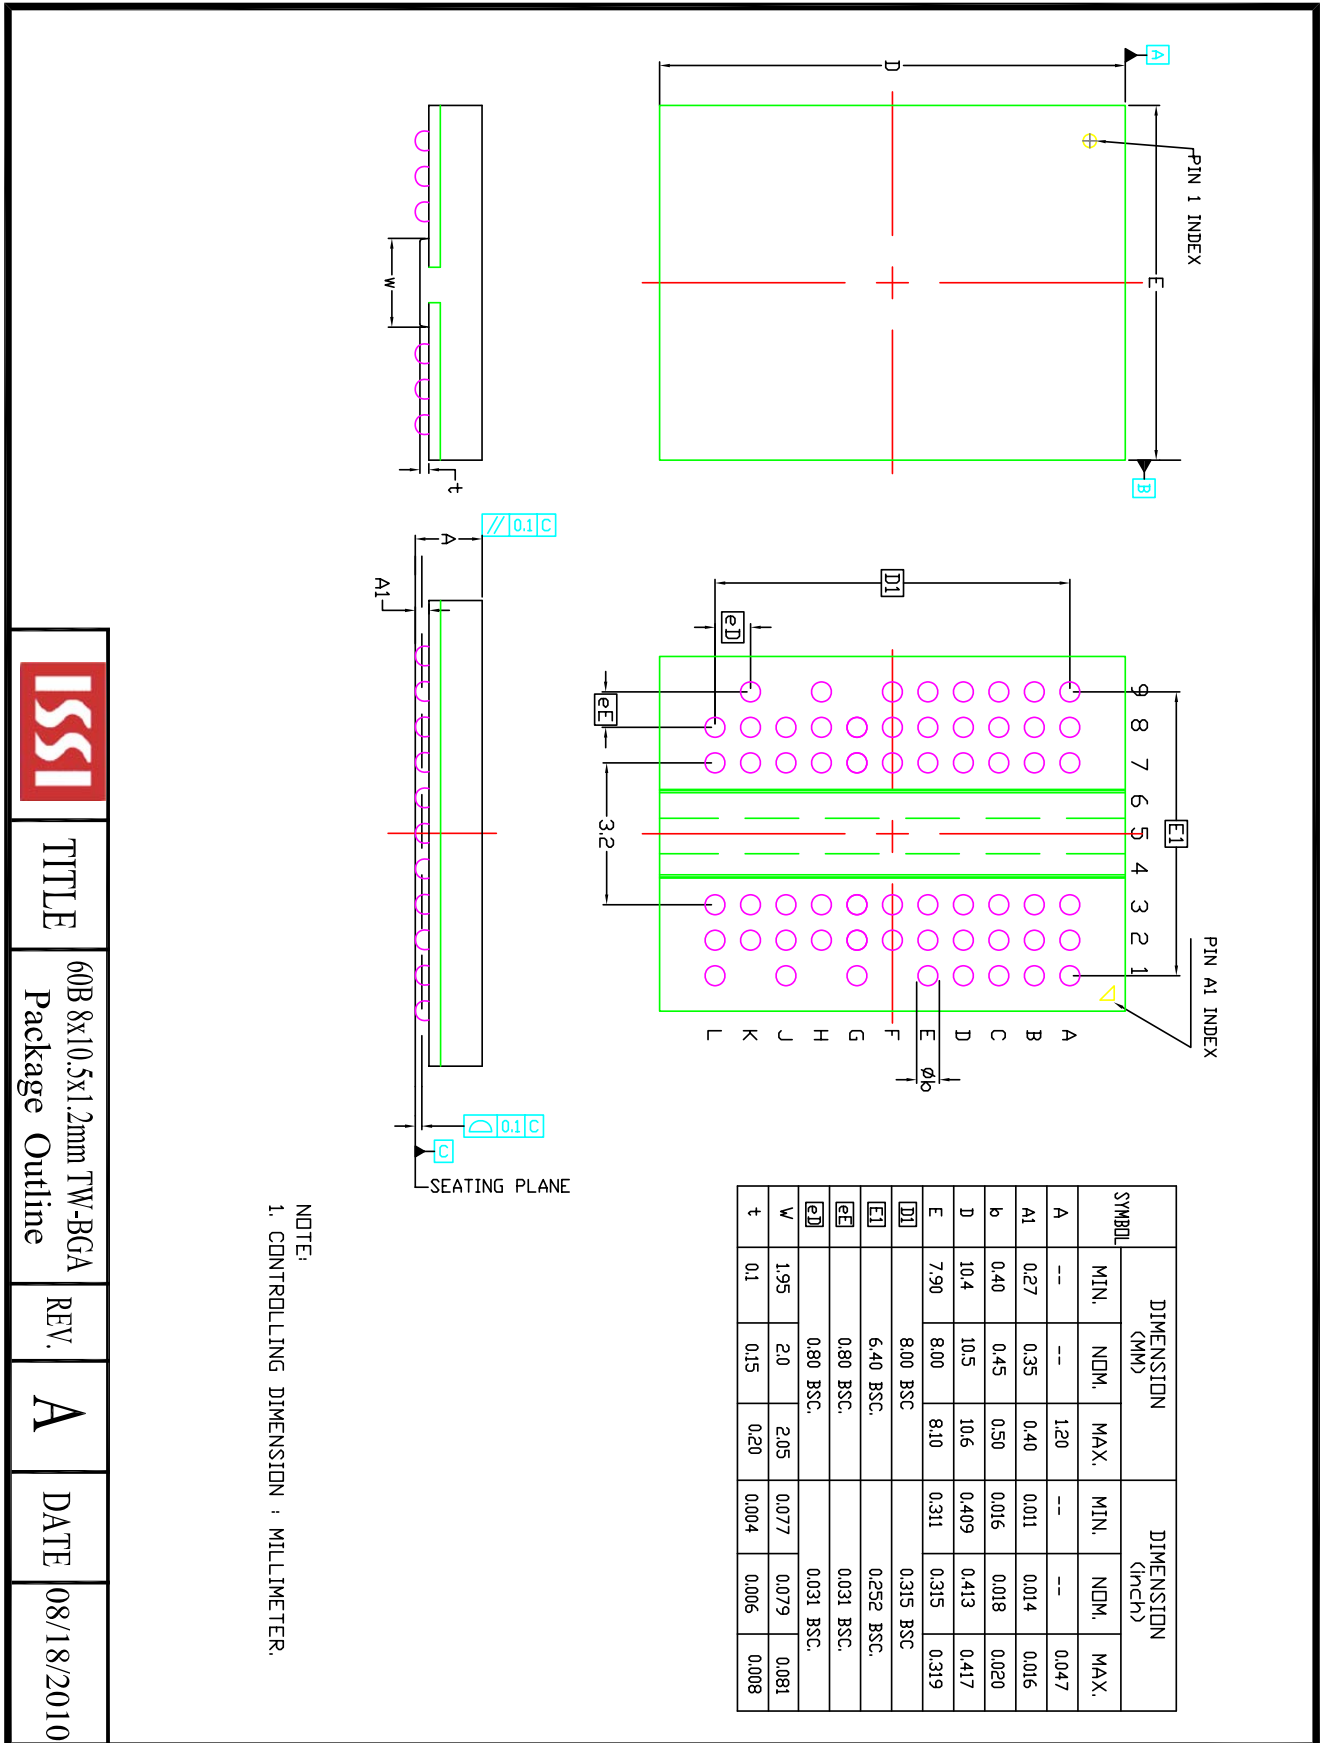 A
D
E
PIN 1 INDEX
B
w
t
// 0.1 C
A
A1
D1
eD
eE
3.2
E1
9 8 7 6 5 4 3 2 1
PIN A1 INDEX
L K J H G F E D C B A
Øb
0.1 C
C
SEATING PLANE
SYMBOL DIMENSION (MM) DIMENSION (inch)
MIN. NOM. MAX. MIN. NOM. MAX.
A -- -- 1.20 -- -- 0.047
A1 0.27 0.35 0.40 0.011 0.014 0.016
b 0.40 0.45 0.50 0.016 0.018 0.020
D 10.4 10.5 10.6 0.409 0.413 0.417
E 7.90 8.00 8.10 0.311 0.315 0.319
D1 8.00 BSC 0.315 BSC
E1 6.40 BSC. 0.252 BSC.
eE 0.80 BSC. 0.031 BSC.
eD 0.80 BSC. 0.031 BSC.
W 1.95 2.0 2.05 0.077 0.079 0.081
t 0.1 0.15 0.20 0.004 0.006 0.008
NOTE:
1. CONTROLLING DIMENSION : MILLIMETER.
ISSI
TITLE
60B 8x10.5x1.2mm TW-BGA
Package Outline
REV.
A
DATE
08/18/2010